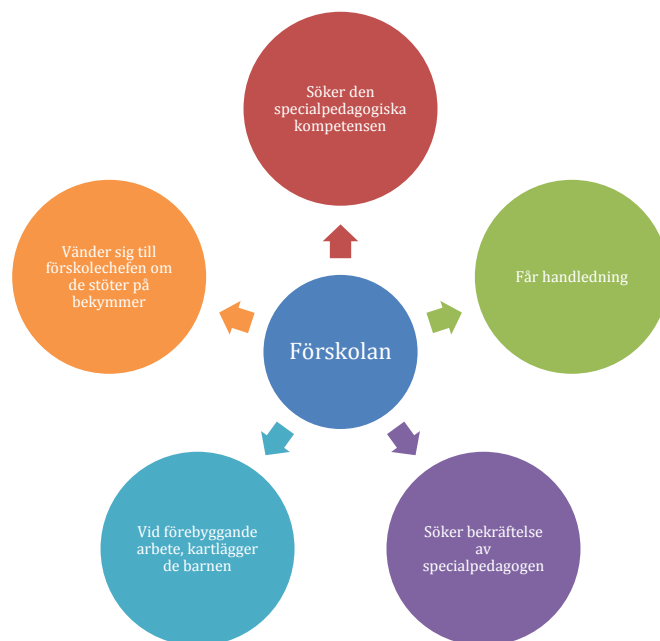 Söker den
specialpedagogiska
kompetensen
Vänder sig till
förskolechefen om
de stöter på
bekymmer
Får handledning
Förskolan
Vid förebyggande
arbete, kartlägger
de barnen
Söker bekräftelse
av
specialpedagogen